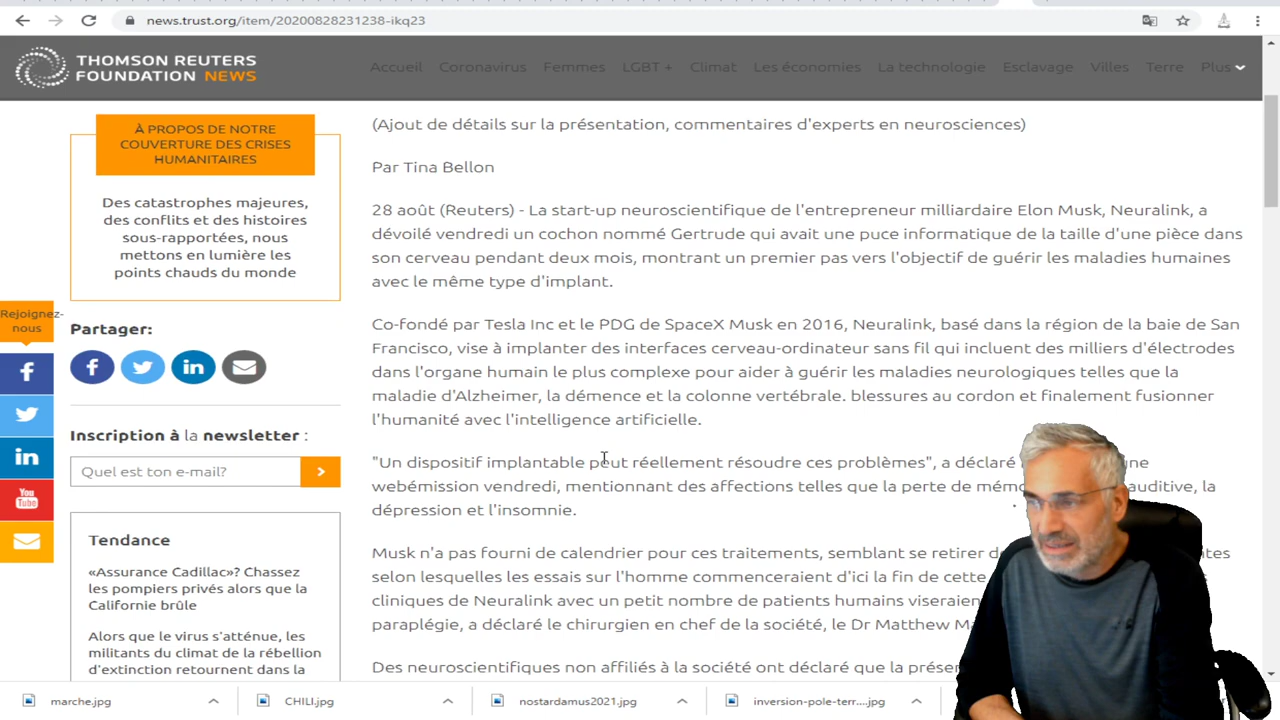 news.trust.org/item/20200828231238-ikq23
THOMSON REUTERS
FOUNDATION NEWS
Accueil Coronavirus Femmes LGBT + Climat Les économies La technologie Esclavage Villes Terre Plus
À PROPOS DE NOTRE
COUVERTURE DES CRISES
HUMANITAIRES
Des catastrophes majeures,
des conflits et des histoires
sous-rapportées, nous
mettons en lumière les
points chauds du monde
Rejoignez-
nous
Partager:
Inscription à la newsletter :
Quel est ton e-mail?
Tendance
«Assurance Cadillac»? Chassez
les pompiers privés alors que la
Californie brûle
Alors que le virus s'atténue, les
militants du climat de la rébellion
d'extinction retournent dans la
(Ajout de détails sur la présentation, commentaires d'experts en neurosciences)
Par Tina Bellon
28 août (Reuters) - La start-up neuroscientifique de l'entrepreneur milliardaire Elon Musk, Neuralink, a
dévoilé vendredi un cochon nommé Gertrude qui avait une puce informatique de la taille d'une pièce dans
son cerveau pendant deux mois, montrant un premier pas vers l'objectif de guérir les maladies humaines
avec le même type d'implant.
Co-fondé par Tesla Inc et le PDG de SpaceX Musk en 2016, Neuralink, basé dans la région de la baie de San
Francisco, vise à implanter des interfaces cerveau-ordinateur sans fil qui incluent des milliers d'électrodes
dans l'organe humain le plus complexe pour aider à guérir les maladies neurologiques telles que la
maladie d'Alzheimer, la démence et la colonne vertébrale. blessures au cordon et finalement fusionner
l'humanité avec l'intelligence artificielle.
"Un dispositif implantable peut réellement résoudre ces problèmes", a déclaré
webémission vendredi, mentionnant des affections telles que la perte de auditive, la
dépression et l'insomnie.
Musk n'a pas fourni de calendrier pour ces traitements, semblant se retirer
selon lesquelles les essais sur l'homme commenceraient d'ici la fin de cette
cliniques de Neuralink avec un petit nombre de patients humains
paraplégie, a déclaré le chirurgien en chef de la société, le Dr Matthew
Des neuroscientifiques non affiliés à la société ont déclaré que la
marche.jpg
CHILI.jpg
nostardamus2021.jpg
inversion-pole-terr....jpg